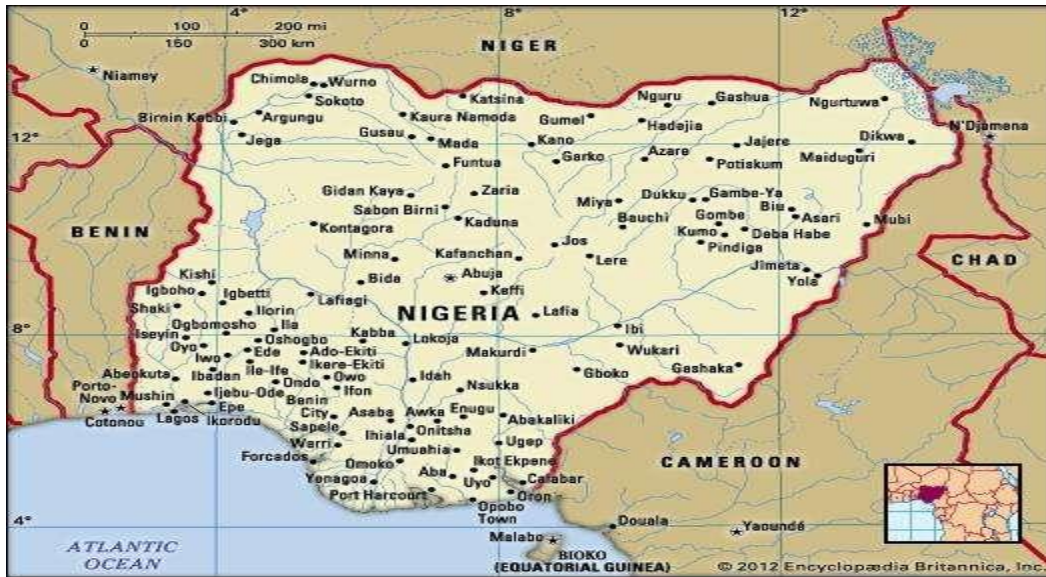 4°
8°
12°
0 100 200 mi
0 150 300 km
NIGER
Niamey
Chimola
Wurno
Sokoto
Katsina
Nguru
Gashua
Ngurtuwa
Birnin Kebbi
Argungu
Kaura Namoda
Gumel
Hadejia
N'Djamena
12°
12°
Jega
Gusau
Mada
Kano
Jajere
Dikwa
Garko
Azare
Potiskum
Maiduguri
Funtua
Gidan Kaya
Zaria
Miya
Dukku
Gambe-Ya
Biu
Sabon Birni
Kaduna
Bauchi
Gombe
Asari
Mubi
BENIN
Kontagora
Kumo
Deba Habe
Jos
Pindiga
Minna
Kafanchan
Lere
Jimeta
CHAD
Kishi
Bida
Abuja
Yola
Igboho
Igbetti
Lafiagi
Keffi
Shaki
Ilorin
NIGERIA
Lafia
Ogbomosho
Ila
Ibi
8°
8°
Iseyin
Oshogbo
Kabba
Lokoja
Wukari
Oyo
Ede
Ado-Ekiti
Makurdi
Iwo
Ikere-Ekiti
Gashaka
Abeokuta
Ibadan
Ile-Ife
Owo
Idah
Gboko
Ondo
Ifon
Nsukka
Porto-
Novo
Mushin
Ijebu-Ode
Benin
City
Asaba
Awka
Enugu
Abakaliki
Epe
Cotonou
Lagos
Ikorodu
Sapele
Onitsha
Ihiala
Ugep
Warri
Umuahia
Forcados
Omoko
Ikot Ekpene
CAMEROON
Yenagoa
Aba
Uyo
Calabar
Port Harcourt
Oron
Opobo
Town
4°
4°
Douala
Yaoundé
Malabo
ATLANTIC
OCEAN
BIOKO
(EQUATORIAL GUINEA)
© 2012 Encyclopædia Britannica, Inc.